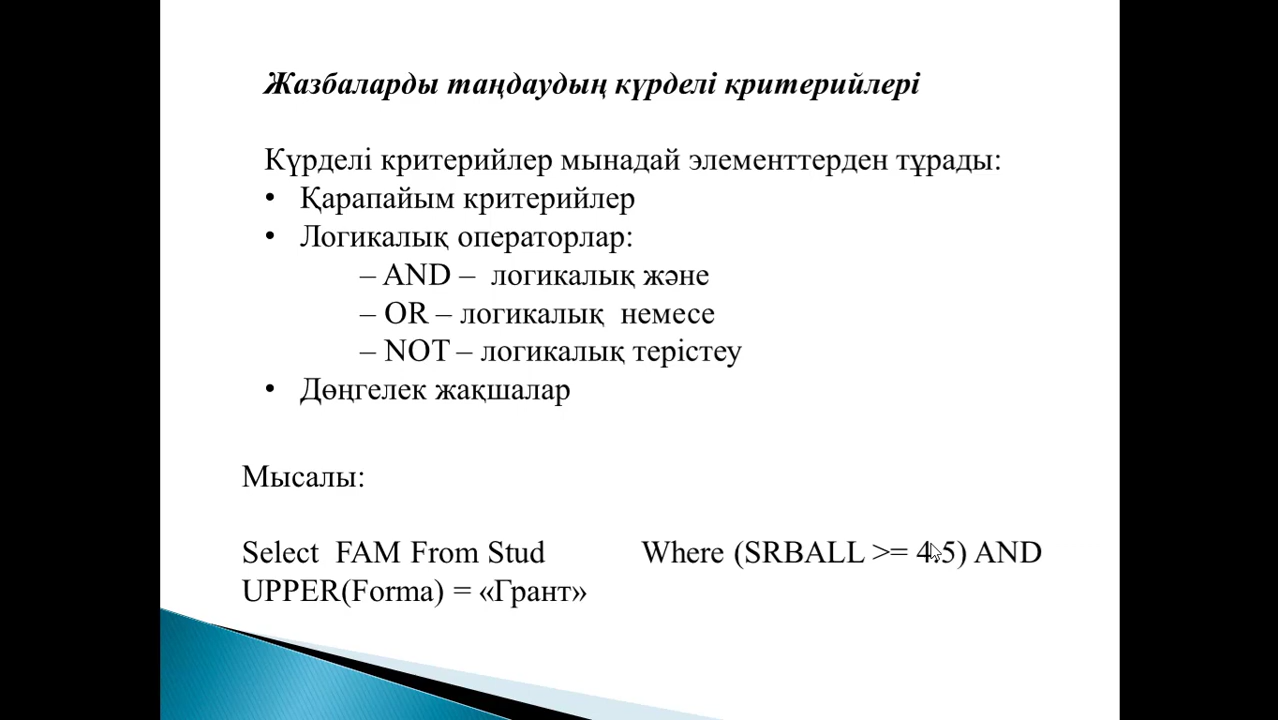 Жазбаларды таңдаудың күрделі критерийлері
Күрделі критерийлер мынадай элементтерден тұрады:
• Қарапайым критерийлер
• Логикалық операторлар:
– AND – логикалық және
– OR – логикалық немесе
– NOT – логикалық терістеу
• Дөңгелек жақшалар
Мысалы:
Select FAM From Stud Where (SRBALL >= 4.5) AND
UPPER(Forma) = «Грант»